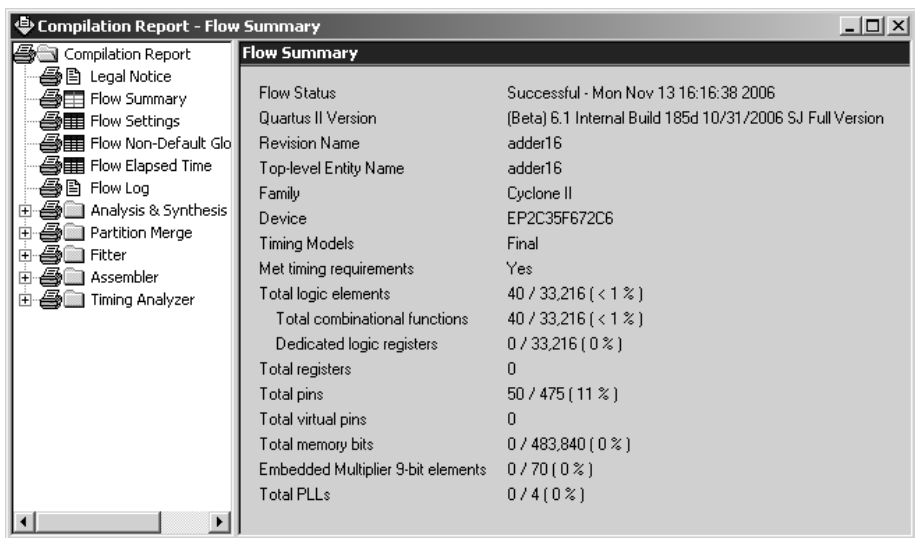 Compilation Report - Flow Summary
Compilation Report
Legal Notice
Flow Summary
Flow Settings
Flow Non-Default Glo
Flow Elapsed Time
Flow Log
Analysis & Synthesis
Partition Merge
Fitter
Assembler
Timing Analyzer
Flow Summary
Flow Status Successful - Mon Nov 13 16:16:38 2006
Quartus II Version (Beta) 6.1 Internal Build 185d 10/31/2006 SJ Full Version
Revision Name adder16
Top-level Entity Name adder16
Family Cyclone II
Device EP2C35F672C6
Timing Models Final
Met timing requirements Yes
Total logic elements 40 / 33,216 ( < 1 % )
Total combinational functions 40 / 33,216 ( < 1 % )
Dedicated logic registers 0 / 33,216 ( 0 % )
Total registers 0
Total pins 50 / 475 ( 11 % )
Total virtual pins 0
Total memory bits 0 / 483,840 ( 0 % )
Embedded Multiplier 9-bit elements 0 / 70 ( 0 % )
Total PLLs 0 / 4 ( 0 % )